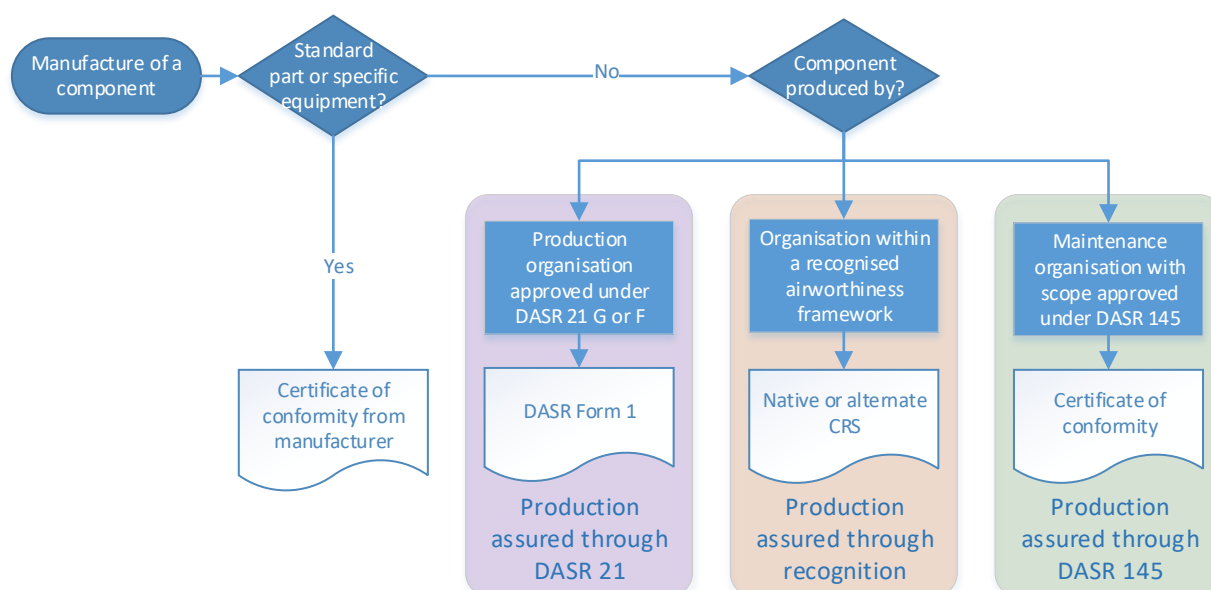 Manufacture of a
component
Standard
part or specific
equipment?
No
Component
produced by?
Yes
Certificate of
conformity from
manufacturer
Production
organisation
approved under
DASR 21 G or F
DASR Form 1
Production
assured through
DASR 21
Organisation within
a recognised
airworthiness
framework
Native or alternate
CRS
Production
assured through
recognition
Maintenance
organisation with
scope approved
under DASR 145
Certificate of
conformity
Production
assured through
DASR 145